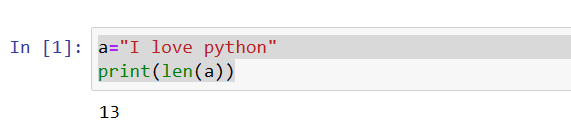 In [1]: a="I love python"
print(len(a))
13